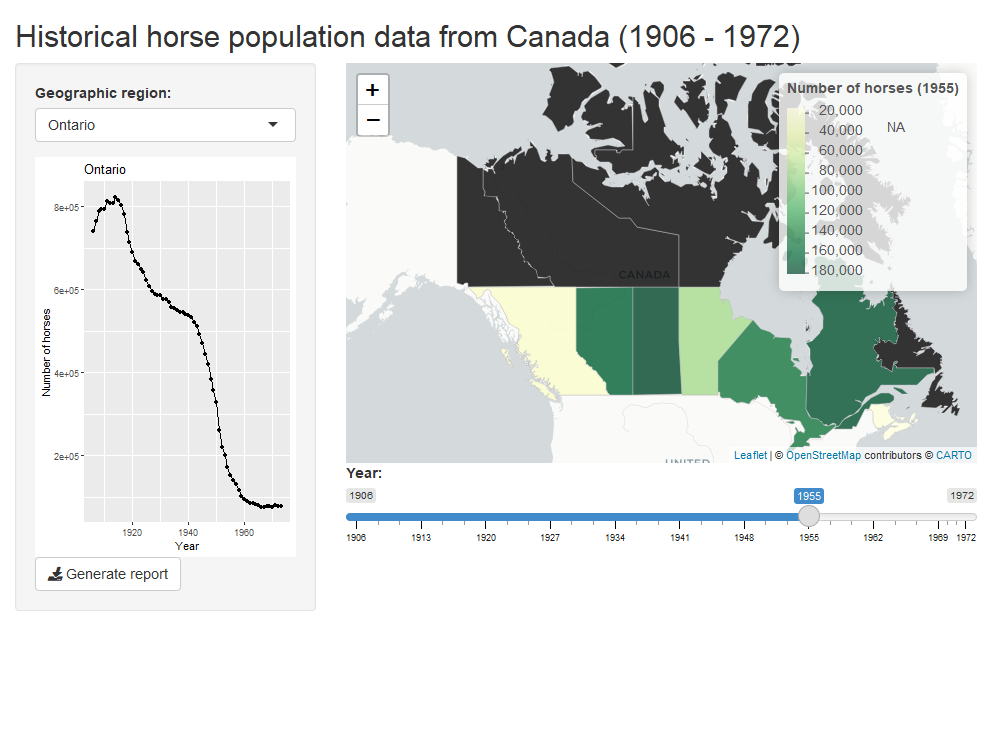 Historical horse population data from Canada (1906 - 1972)
Geographic region:
Ontario
Ontario
8e+05
6e+05
4e+05
2e+05
Number of horses
1920 1940 1960
Year
Generate report
+
−
Number of horses (1955)
20,000
40,000
60,000
80,000
100,000
120,000
140,000
160,000
180,000
NA
CANADA
UNITED
Leaflet | © OpenStreetMap contributors © CARTO
Year:
1906 1955 1972
1906 1913 1920 1927 1934 1941 1948 1955 1962 1969 1972